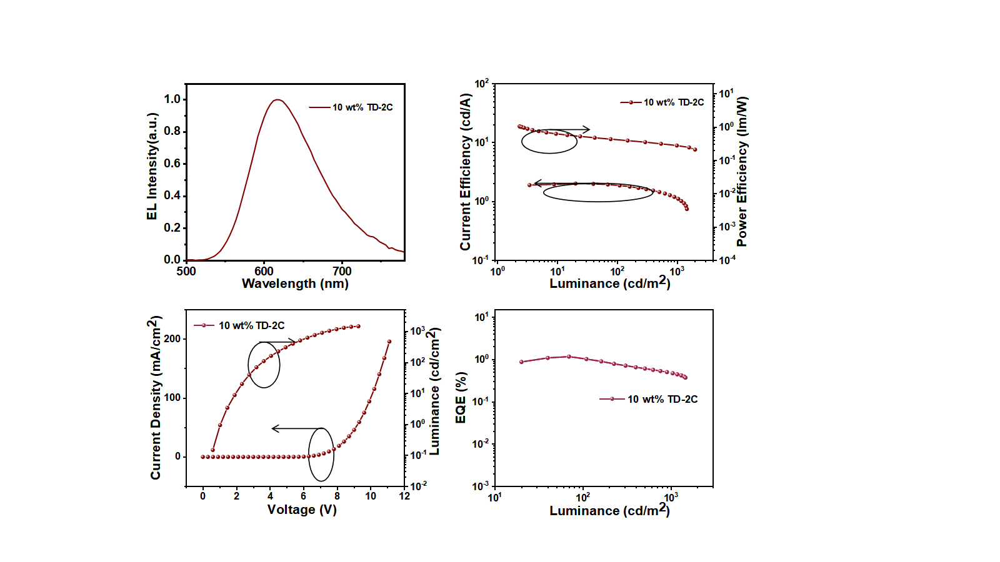 1.0
0.8
0.6
0.4
0.2
0.0
EL Intensity(a.u.)
10 wt% TD-2C
500 600 700
Wavelength (nm)
10² 
10¹
10⁰
10⁻¹
Current Efficiency (cd/A)
10 wt% TD-2C
10¹
10⁰
10⁻¹
10⁻²
10⁻³
10⁻⁴
Power Efficiency (lm/W)
10⁰ 10¹ 10² 10³
Luminance (cd/m²)
200
100
0
Current Density (mA/cm²)
10 wt% TD-2C
10³
10²
10¹
10⁰
10⁻¹
10⁻²
Luminance (cd/cm²)
0 2 4 6 8 10 12
Voltage (V)
10¹
10⁰
10⁻¹
10⁻²
10⁻³
EQE (%)
10 wt% TD-2C
10¹ 10² 10³
Luminance (cd/m²)